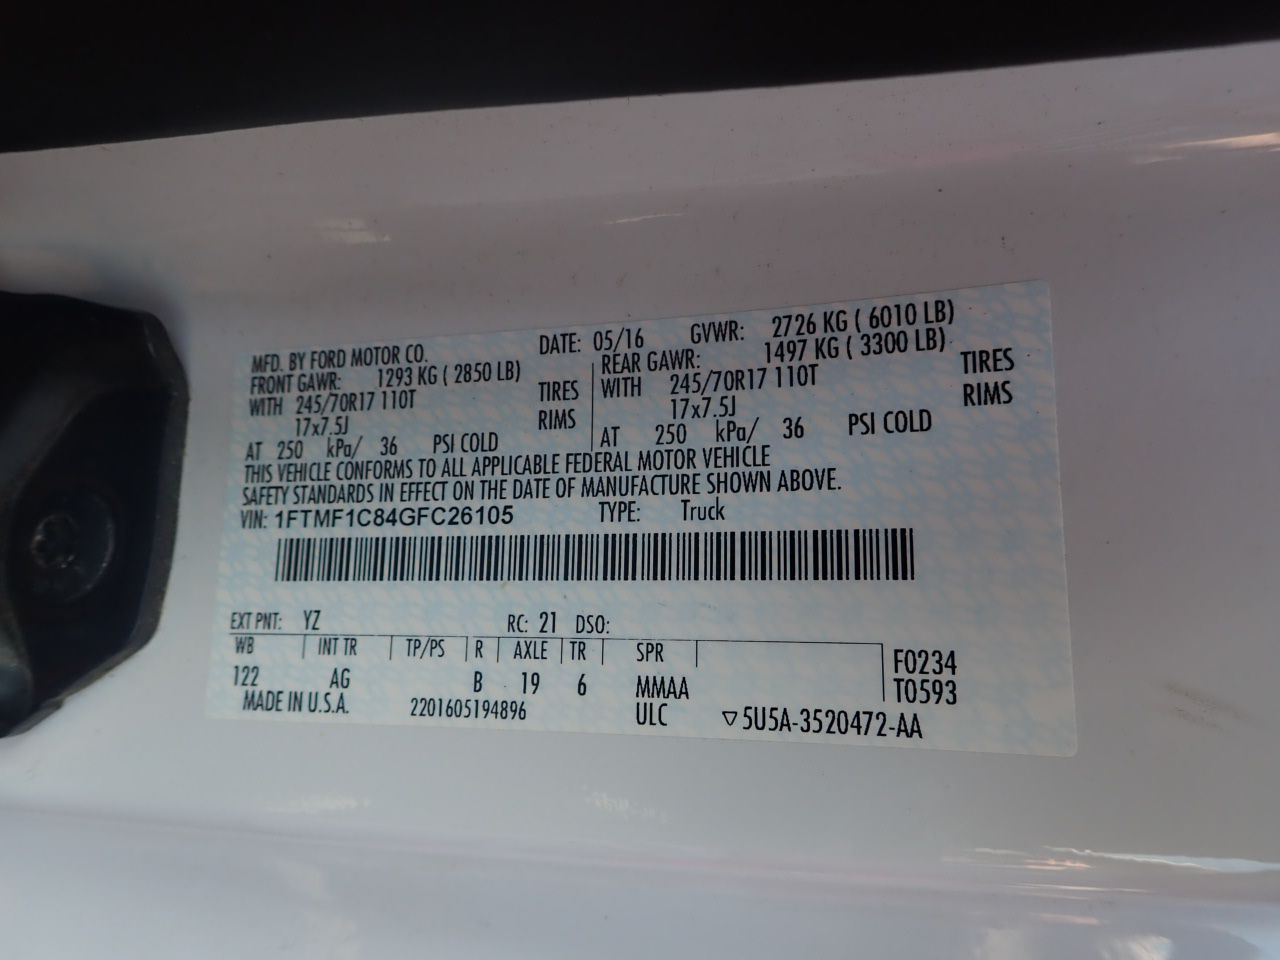 MFD. BY FORD MOTOR CO. DATE: 05/16 GVWR: 2726 KG ( 6010 LB)
FRONT GAWR: 1293 KG ( 2850 LB) REAR GAWR: 1497 KG ( 3300 LB)
WITH 245/70R17 110T TIRES WITH 245/70R17 110T TIRES
17x7.5J RIMS 17x7.5J RIMS
AT 250 kPa/ 36 PSI COLD AT 250 kPa/ 36 PSI COLD
THIS VEHICLE CONFORMS TO ALL APPLICABLE FEDERAL MOTOR VEHICLE
SAFETY STANDARDS IN EFFECT ON THE DATE OF MANUFACTURE SHOWN ABOVE.
VIN: 1FTMF1C84GFC26105 TYPE: Truck
EXT PNT: YZ RC: 21 DSO:
WB INT TR TP/PS R AXLE TR SPR F0234
122 AG B 19 6 MMAA T0593
MADE IN U.S.A. 2201605194896 ULC ▽5U5A-3520472-AA